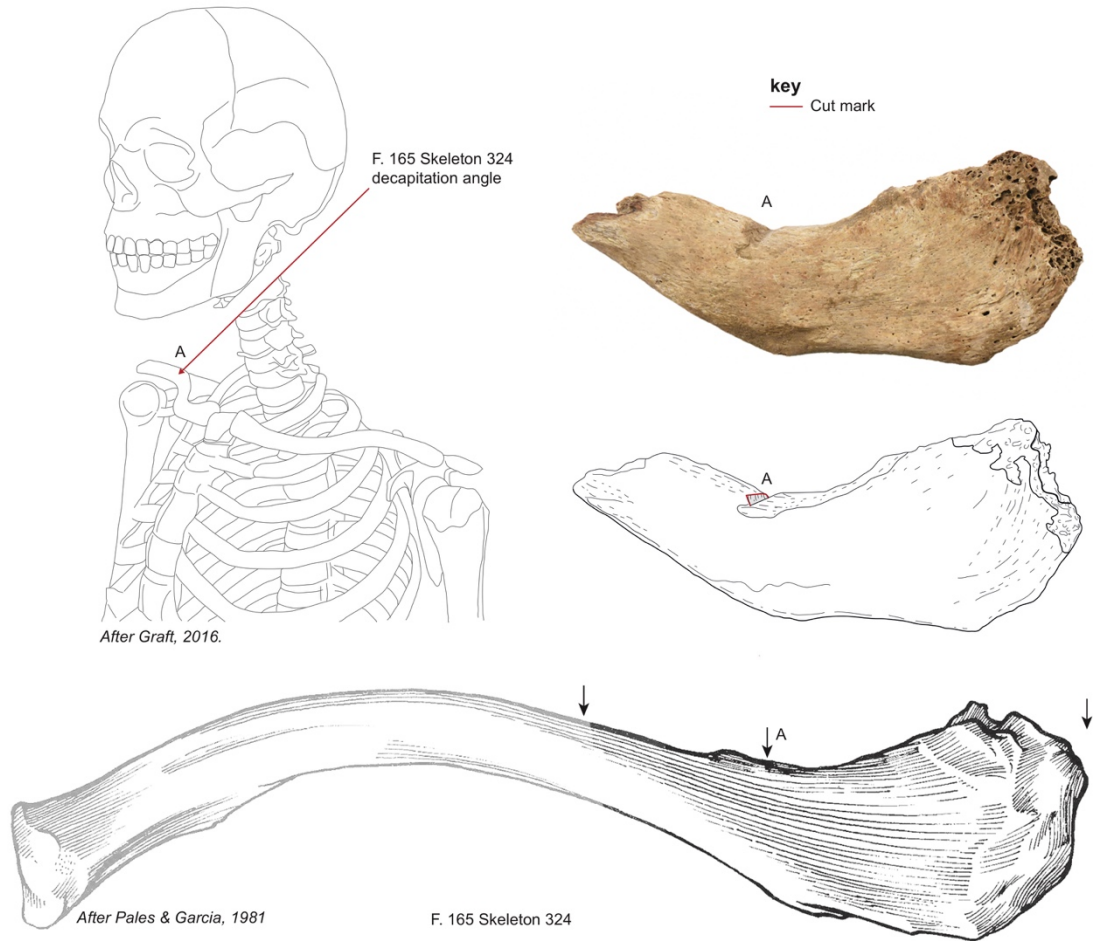 key
Cut mark
F. 165 Skeleton 324
decapitation angle
A
A
A
After Graft, 2016.
A
After Pales & Garcia, 1981
F. 165 Skeleton 324